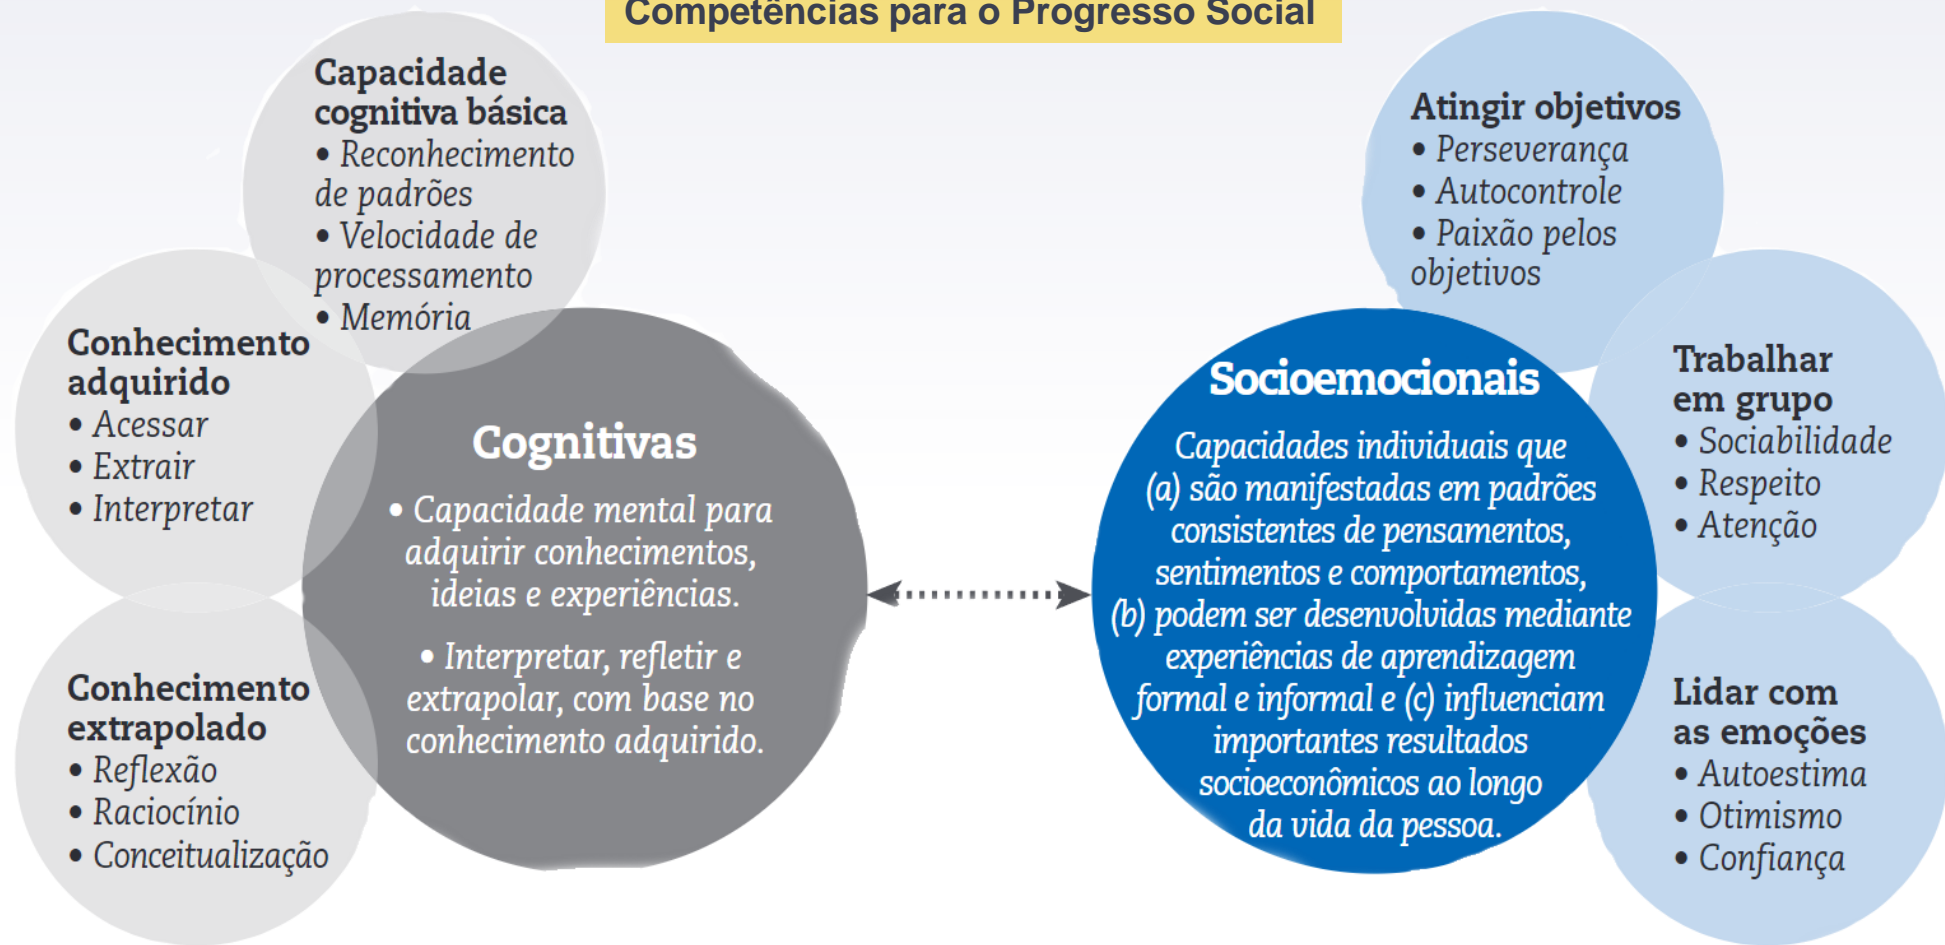 Competências para o Progresso Social
Capacidade
cognitiva básica
• Reconhecimento
de padrões
• Velocidade de
processamento
• Memória
Conhecimento
adquirido
• Acessar
• Extrair
• Interpretar
Conhecimento
extrapolado
• Reflexão
• Raciocínio
• Conceitualização
Cognitivas
• Capacidade mental para
adquirir conhecimentos,
ideias e experiências.
• Interpretar, refletir e
extrapolar, com base no
conhecimento adquirido.
Socioemocionais
Capacidades individuais que
(a) são manifestadas em padrões
consistentes de pensamentos,
sentimentos e comportamentos,
(b) podem ser desenvolvidas mediante
experiências de aprendizagem
formal e informal e (c) influenciam
importantes resultados
socioeconômicos ao longo
da vida da pessoa.
Atingir objetivos
• Perseverança
• Autocontrole
• Paixão pelos
objetivos
Trabalhar
em grupo
• Sociabilidade
• Respeito
• Atenção
Lidar com
as emoções
• Autoestima
• Otimismo
• Confiança